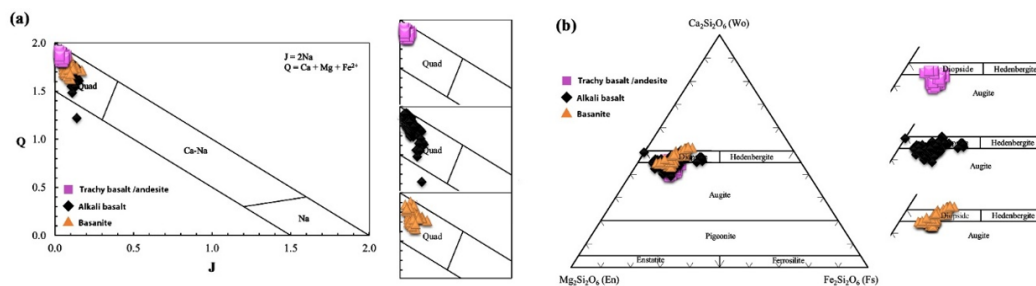 (a)
2.0
1.5
1.0
0.5
0.0
Q
J = 2Na
Q = Ca + Mg + Fe²⁺
Quad
Ca-Na
Na
Trachy basalt /andesite
Alkali basalt
Basanite
0.0 0.5 1.0 1.5 2.0
J
Quad
Quad
Quad
(b)
Ca₂Si₂O₆ (Wo)
Trachy basalt /andesite
Alkali basalt
Basanite
Diopside Hedenbergite
Augite
Pigeonite
Enstatite Ferrosilite
Mg₂Si₂O₆ (En) Fe₂Si₂O₆ (Fs)
Diopside Hedenbergite
Augite
Hedenbergite
Augite
Diopside Hedenbergite
Augite